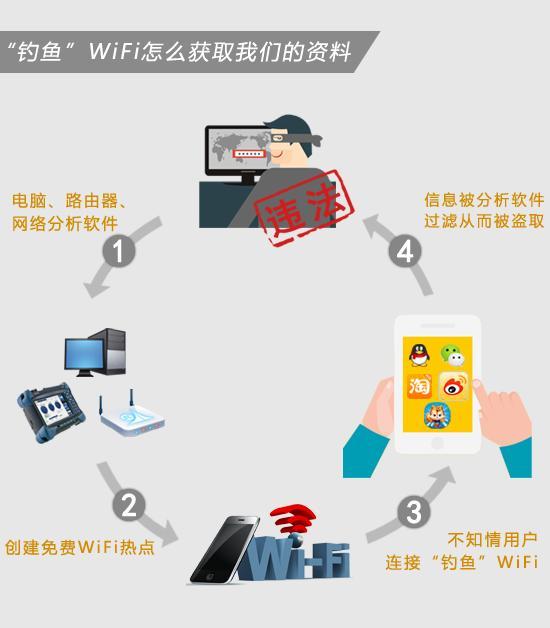 “钓鱼”WiFi怎么获取我们的资料
违法
电脑、路由器、
网络分析软件
1
信息被分析软件
过滤从而被盗取
4
淘
2
创建免费WiFi热点
Wi-Fi
3
不知情用户
连接“钓鱼”WiFi